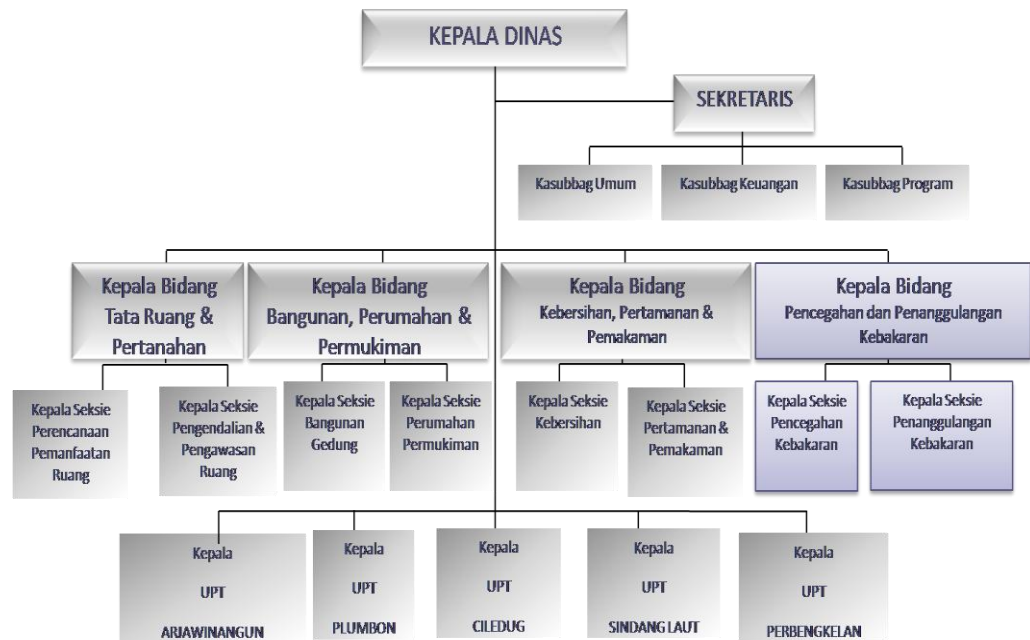 KEPALA DINAS
SEKRETARIS
Kasubbag Umum
Kasubbag Keuangan
Kasubbag Program
Kepala Bidang
Tata Ruang &
Pertanahan
Kepala Bidang
Bangunan, Perumahan &
Permukiman
Kepala Bidang
Kebersihan, Pertamanan &
Pemakaman
Kepala Bidang
Pencegahan dan Penanggulangan
Kebakaran
Kepala Seksie
Perencanaan
Pemanfaatan
Ruang
Kepala Seksie
Pengendalian &
Pengawasan
Ruang
Kepala Seksie
Bangunan
Gedung
Kepala Seksie
Perumahan
Permukiman
Kepala Seksie
Kebersihan
Kepala Seksie
Pertamanan &
Pemakaman
Kepala Seksie
Pencegahan
Kebakaran
Kepala Seksie
Penanggulangan
Kebakaran
Kepala
UPT
ARJAWINANGUN
Kepala
UPT
PLUMBON
Kepala
UPT
CILEDUG
Kepala
UPT
SINDANG LAUT
Kepala
UPT
PERBENGKELAN